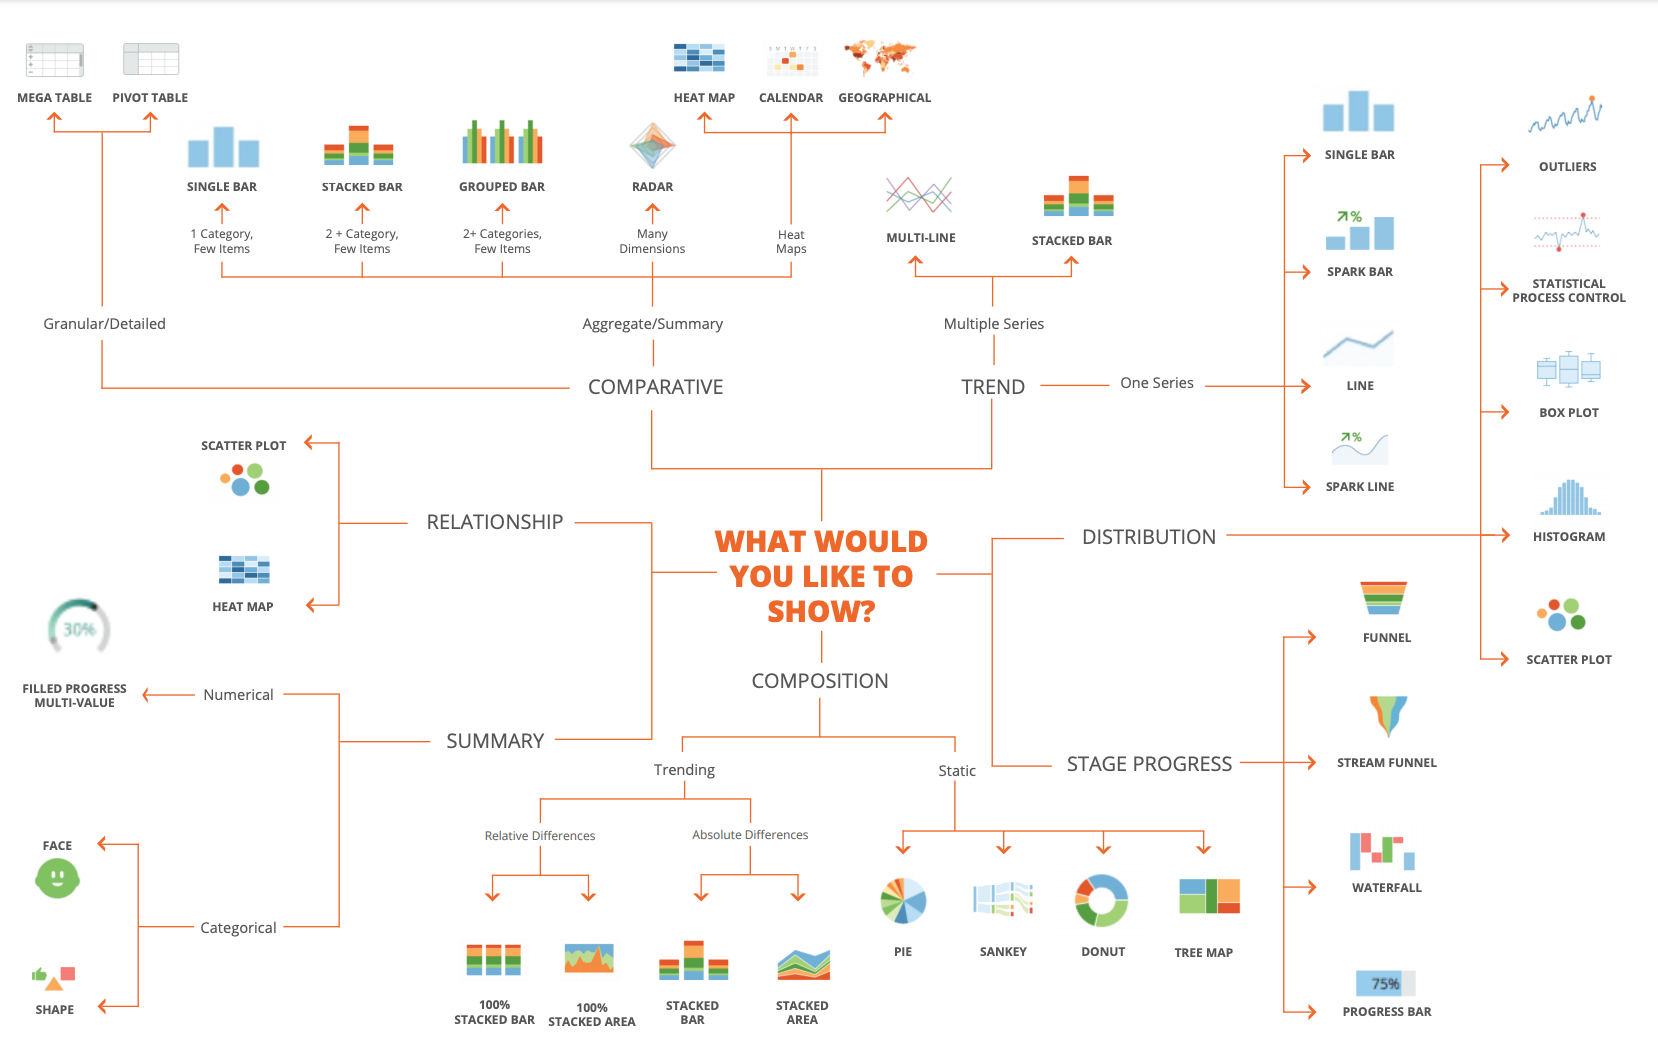 MEGA TABLE
PIVOT TABLE
HEAT MAP
CALENDAR
GEOGRAPHICAL
S M T W T F S
SINGLE BAR
STACKED BAR
GROUPED BAR
RADAR
1 Category,
Few Items
2 + Category,
Few Items
2+ Categories,
Few Items
Many
Dimensions
Heat
Maps
Granular/Detailed
Aggregate/Summary
COMPARATIVE
MULTI-LINE
STACKED BAR
Multiple Series
TREND
One Series
SINGLE BAR
%
SPARK BAR
LINE
%
SPARK LINE
OUTLIERS
STATISTICAL
PROCESS CONTROL
BOX PLOT
HISTOGRAM
SCATTER PLOT
DISTRIBUTION
SCATTER PLOT
HEAT MAP
RELATIONSHIP
WHAT WOULD
YOU LIKE TO
SHOW?
30%
FILLED PROGRESS
MULTI-VALUE
Numerical
SUMMARY
FACE
Categorical
SHAPE
COMPOSITION
Trending
Static
Relative Differences
Absolute Differences
100%
STACKED BAR
100%
STACKED AREA
STACKED
BAR
STACKED
AREA
PIE
SANKEY
DONUT
TREE MAP
STAGE PROGRESS
FUNNEL
STREAM FUNNEL
WATERFALL
75%
PROGRESS BAR